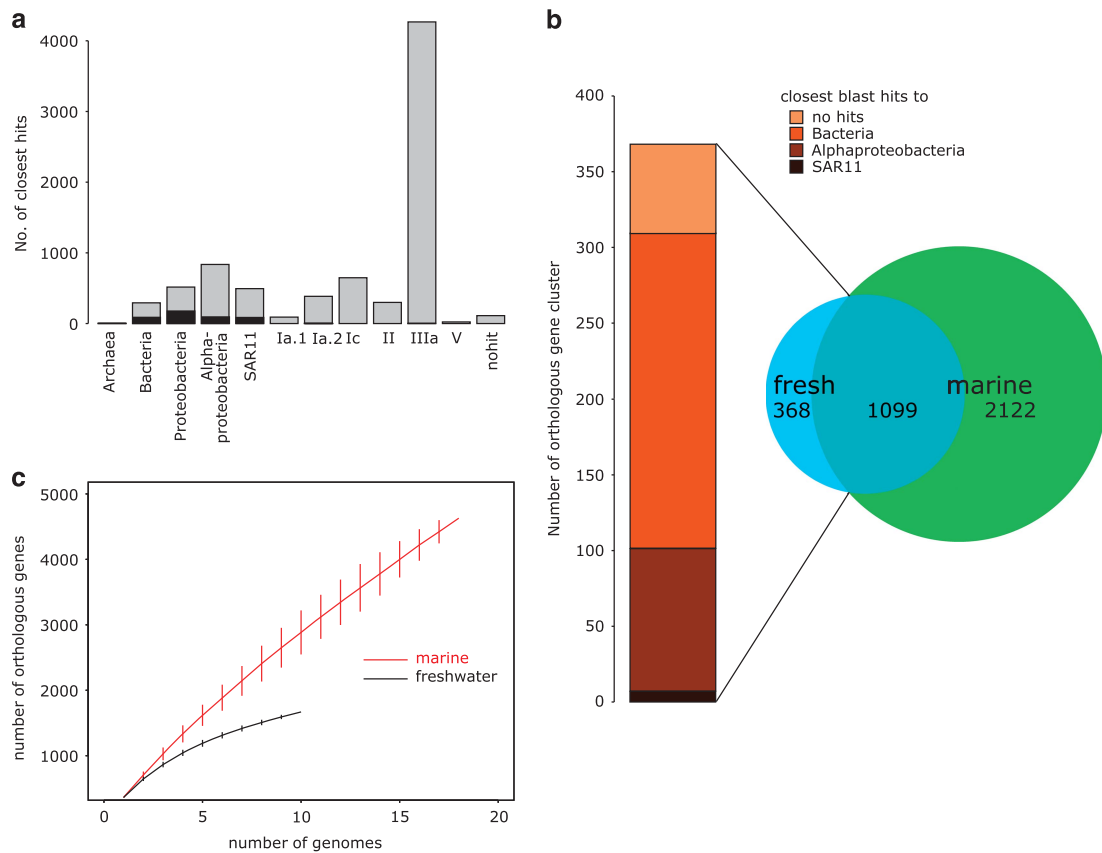 a
No. of closest hits
4000
3000
2000
1000
0
Archaea
Bacteria
Proteobacteria
Alpha-
proteobacteria
SAR11
Ia.1
Ia.2
Ic
II
IIIa
V
nohit
b
Number of orthologous gene cluster
400
350
300
250
200
150
100
50
0
closest blast hits to
no hits
Bacteria
Alphaproteobacteria
SAR11
fresh
368
1099
marine
2122
c
number of orthologous genes
5000
4000
3000
2000
1000
marine
freshwater
0 5 10 15 20
number of genomes